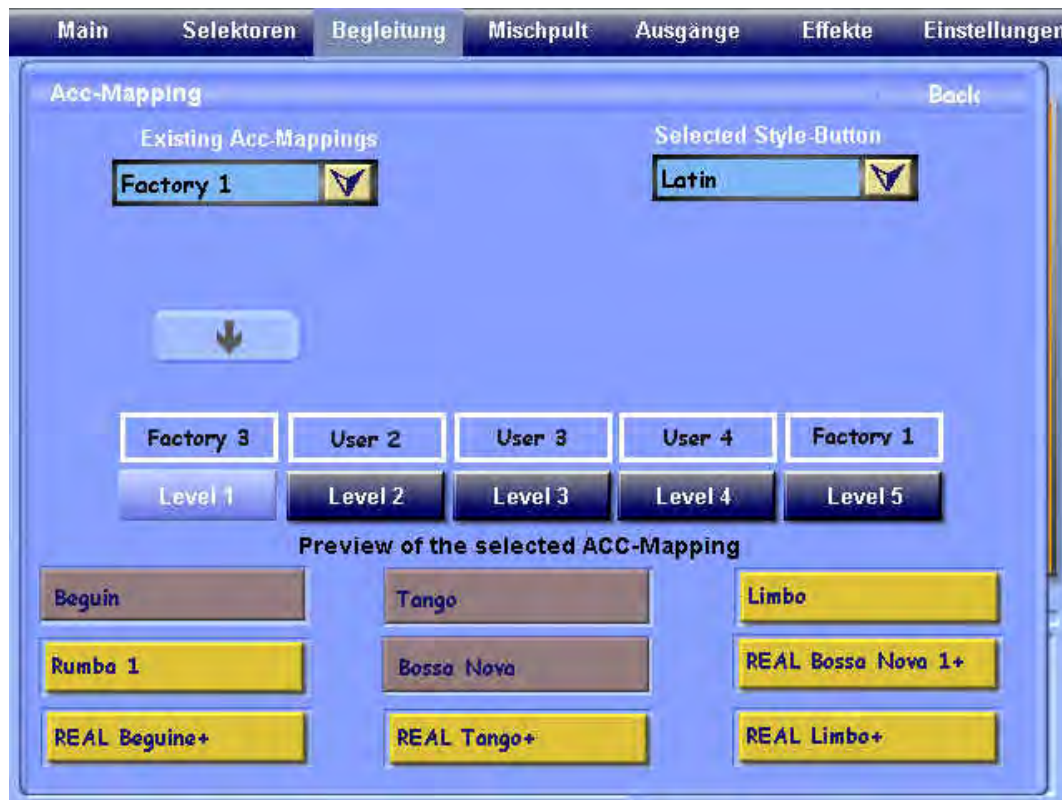 Main Selektoren Begleitung Mischpult Ausgänge Effekte Einstellungen
Acc-Mapping Back
Existing Acc-Mappings Selected Style-Button
Factory 1 Latin
Factory 3 User 2 User 3 User 4 Factory 1
Level 1 Level 2 Level 3 Level 4 Level 5
Preview of the selected ACC-Mapping
Beguin Tango Limbo
Rumba 1 Bossa Nova REAL Bossa Nova 1+
REAL Beguine+ REAL Tango+ REAL Limbo+